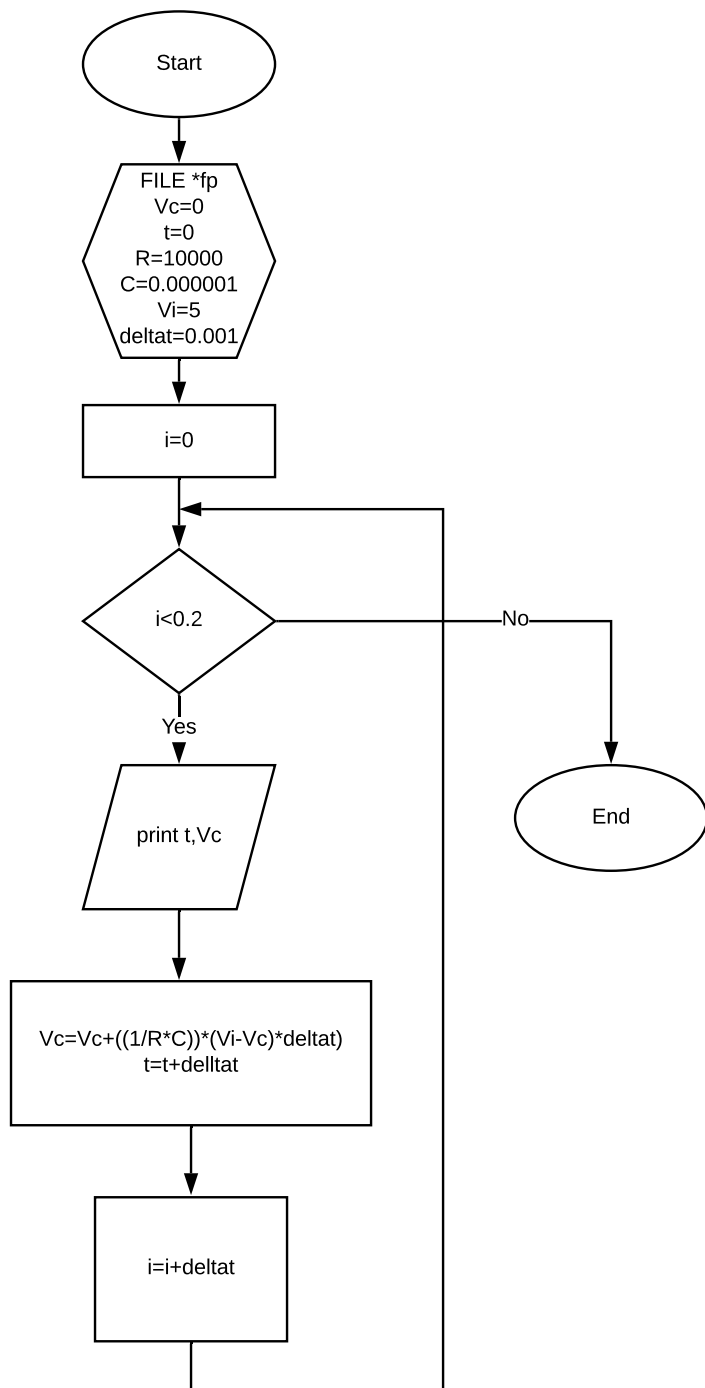 Start
FILE *fp
Vc=0
t=0
R=10000
C=0.000001
Vi=5
deltat=0.001
i=0
i<0.2
No
Yes
print t,Vc
End
Vc=Vc+((1/R*C))*(Vi-Vc)*deltat)
t=t+delltat
i=i+deltat